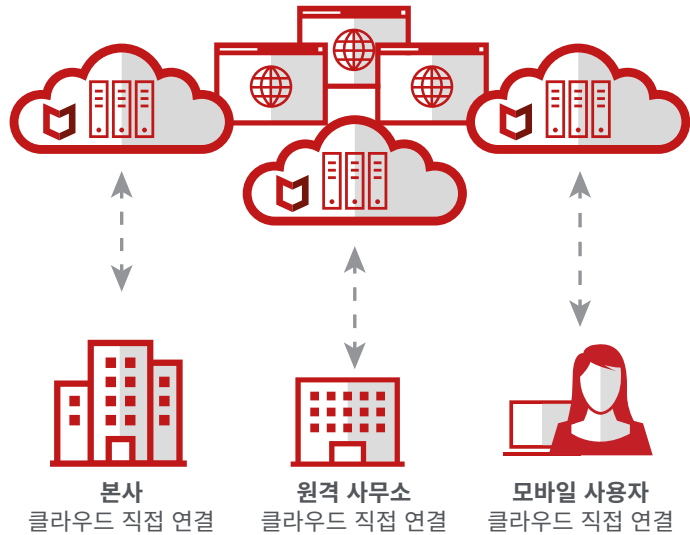 본사
클라우드 직접 연결
원격 사무소
클라우드 직접 연결
모바일 사용자
클라우드 직접 연결